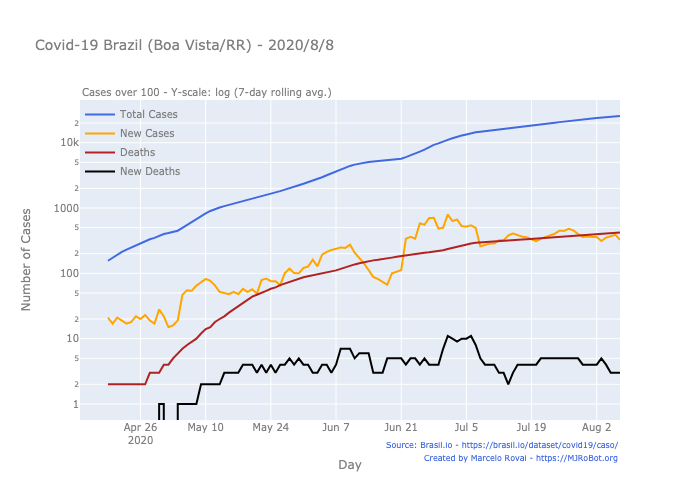 Covid-19 Brazil (Boa Vista/RR) - 2020/8/8
Cases over 100 - Y-scale: log (7-day rolling avg.)
Total Cases
New Cases
Deaths
New Deaths
Number of Cases
2
10k
5
2
1000
5
2
100
5
2
10
5
2
1
Apr 26
2020
May 10
May 24
Jun 7
Jun 21
Jul 5
Jul 19
Aug 2
Day
Source: Brasil.io - https://brasil.io/dataset/covid19/caso/
Created by Marcelo Rovai - https://MJRoBot.org